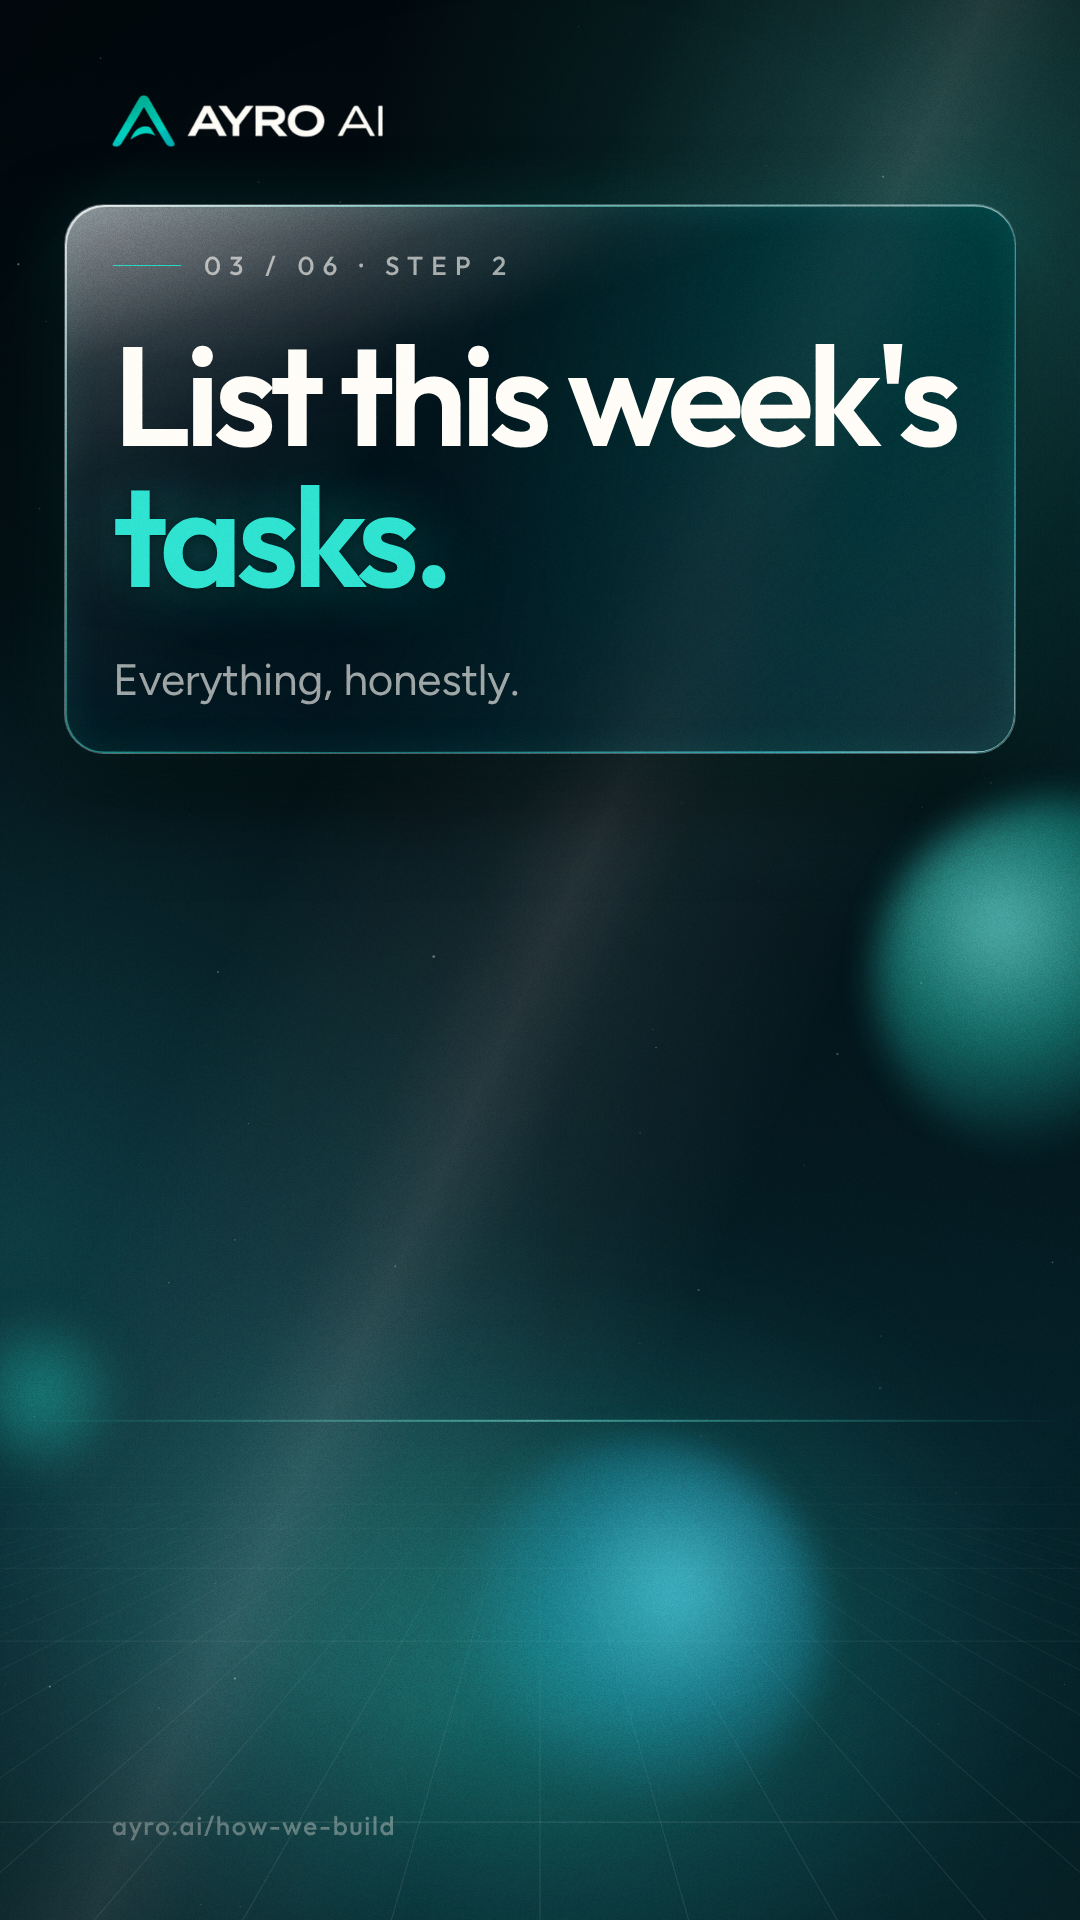 AYRO AI
03 / 06 · STEP 2
List this week's
tasks.
Everything, honestly.
ayro.ai/how-we-build